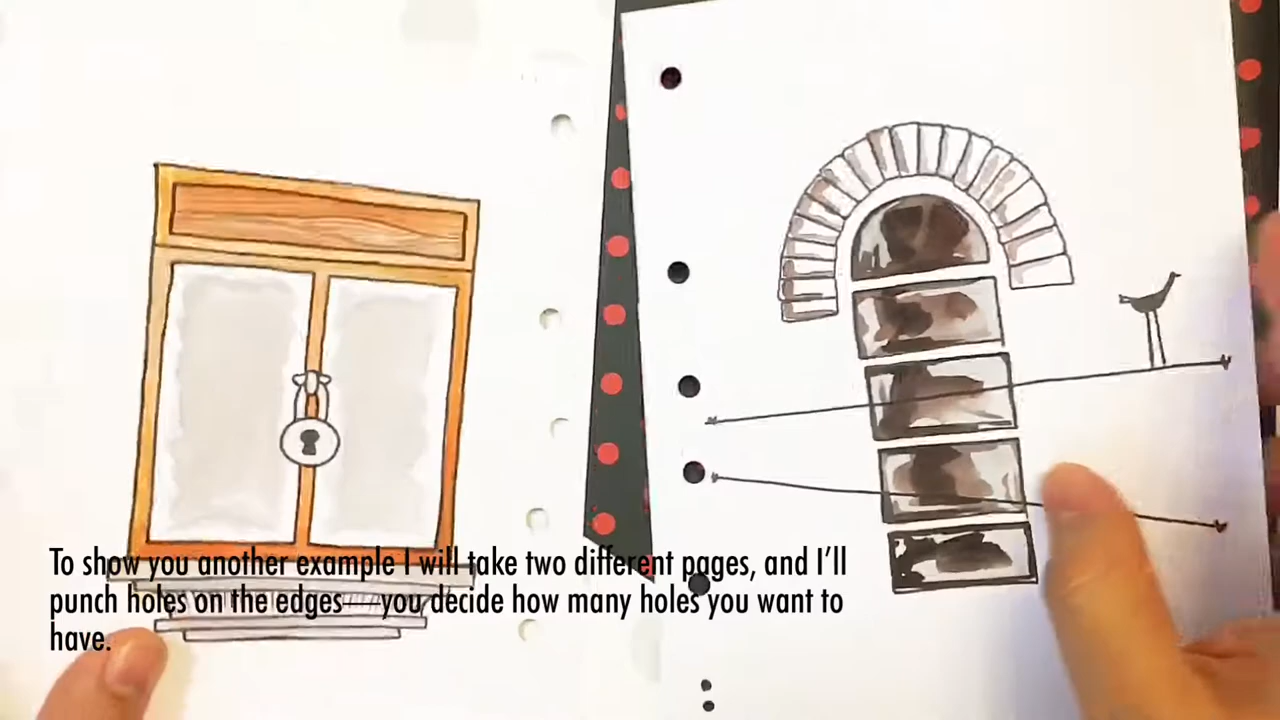 To show you another example I will take two different pages, and I’ll
punch holes on the edges—you decide how many holes you want to
have.